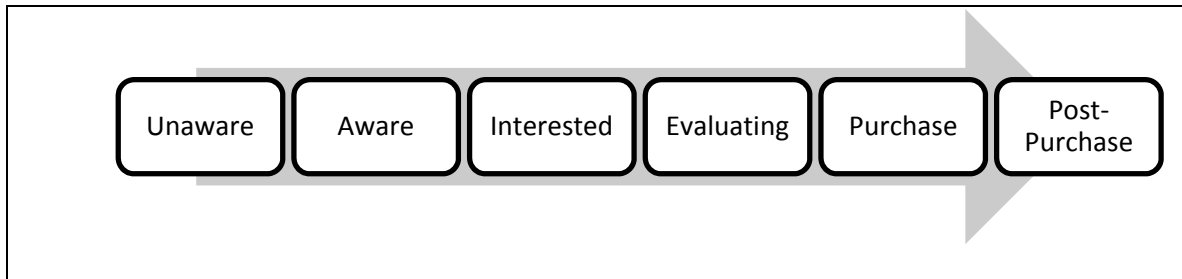 Unaware
Aware
Interested
Evaluating
Purchase
Post-
Purchase